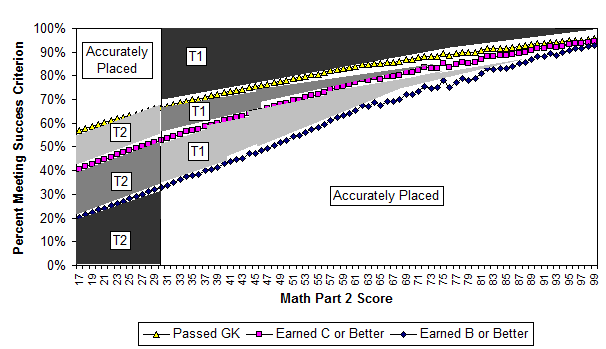 100%
90%
80%
70%
60%
50%
40%
30%
20%
10%
0%
Percent Meeting Success Criterion
Accurately
Placed
T1
T1
T2
T1
T2
T2
Accurately Placed
17 19 21 23 25 27 29 31 33 35 37 39 41 43 45 47 49 51 53 55 57 59 61 63 65 67 69 71 73 75 77 79 81 83 85 87 89 91 93 95 97 99
Math Part 2 Score
Passed GK Earned C or Better Earned B or Better